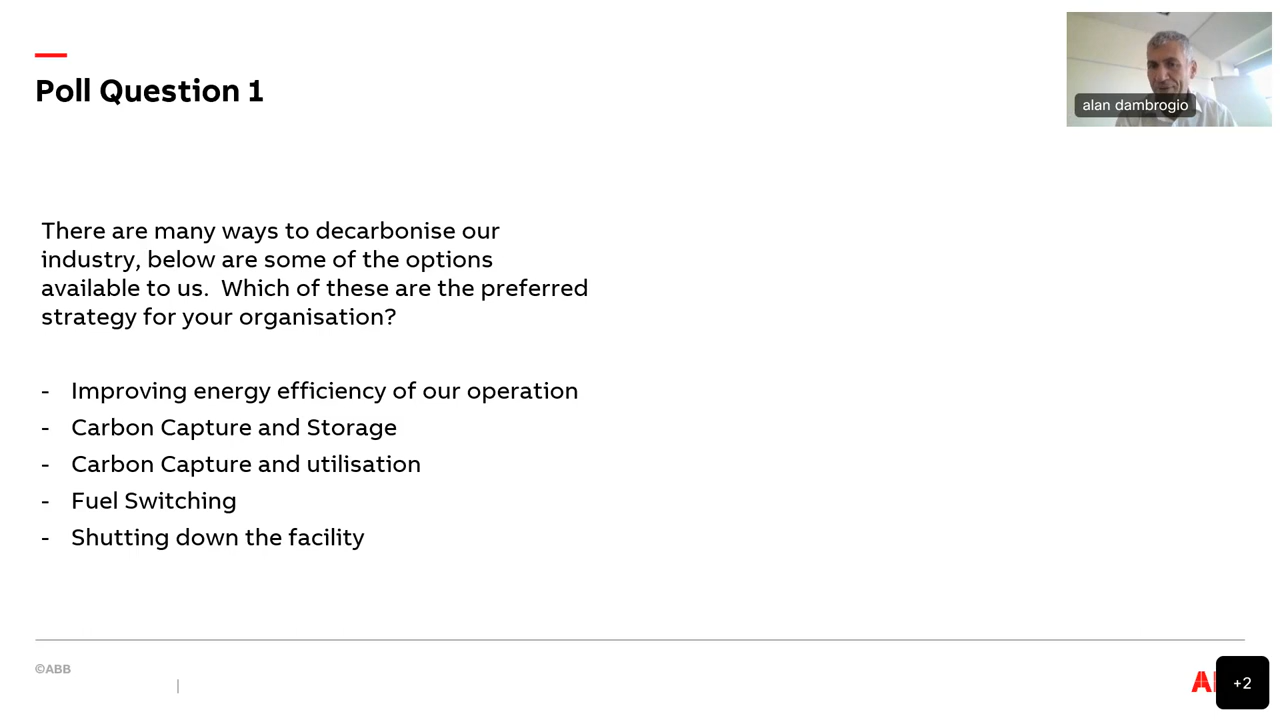 Poll Question 1
alan dambrogio
There are many ways to decarbonise our
industry, below are some of the options
available to us.  Which of these are the preferred
strategy for your organisation?
- Improving energy efficiency of our operation
- Carbon Capture and Storage
- Carbon Capture and utilisation
- Fuel Switching
- Shutting down the facility
©ABB
+2